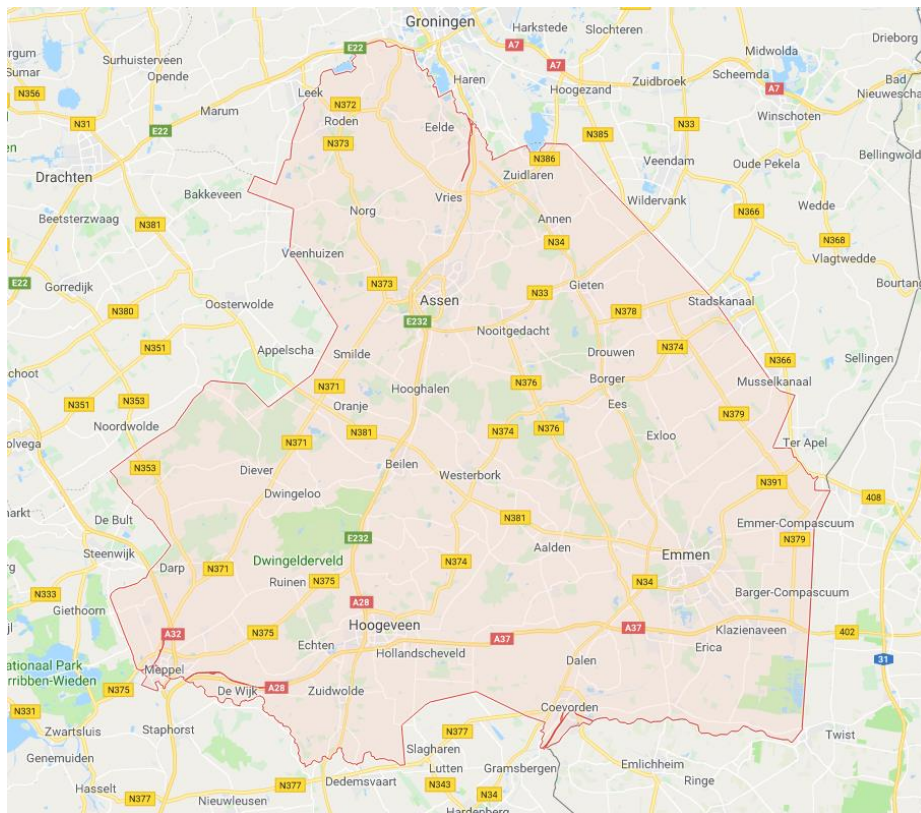 Groningen
Harkstede
Slochteren
Drieborg
E22
A7
Midwolda
Surhuisterveen
Opende
Haren
A7
Zuidbroek
Scheemda
Bad
Nieuweschan
Sumar
N356
Leek
Hoogezand
A7
Marum
N372
Winschoten
N31
Roden
Eelde
N385
N33
E22
N373
N386
Veendam
Oude Pekela
Bellingwold
Drachten
Zuidlaren
Bakkeveen
Vries
Wildervank
Wedde
Beetsterzwaag
N381
Norg
Annen
N366
N34
N368
Veenhuizen
Vlagtwedde
E22
Gorredijk
N373
Gieten
Bourtang
N33
Oosterwolde
Assen
Stadskanaal
N380
E232
N378
Nooitgedacht
N351
Appelscha
Smilde
Drouwen
N374
N366
Sellingen
Hooghalen
Borger
Musselkanaal
N371
N376
N351
N353
Oranje
Ees
N379
Noordwolde
N381
N374
N376
Exloo
N371
Ter Apel
N353
Diever
Beilen
Westerbork
N391
Dwingeloo
408
De Bult
N381
Emmer-Compascuum
E232
N379
Steenwijk
Aalden
Emmen
Dwingelderveld
N374
Darp
N371
Ruinen
N375
N34
N333
Barger-Compascuum
Giethoorn
A28
Hoogeveen
A37
Klazienaveen
402
A32
N375
Echten
A37
Hollandscheveld
Erica
Dalen
31
Nationaal Park
Meppel
N375
A28
De Wijk
Zuidwolde
N331
Coevorden
Zwartsluis
Staphorst
N377
Twist
Slagharen
Genemuiden
Lutten
Gramsbergen
Emlichheim
Dedemsvaart
Ringe
Hasselt
N377
N377
N343
Nieuwleusen
N34
Hardenberg